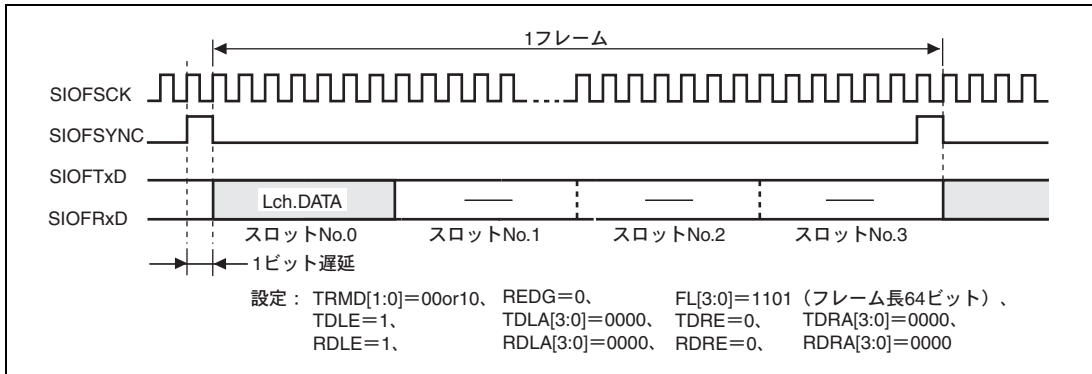 1フレーム
SIOFSCK
SIOFSYNC
SIOFTxD
SIOFRxD
Lch.DATA
スロットNo.0 スロットNo.1 スロットNo.2 スロットNo.3
1ビット遅延
設定： TRMD[1:0]=00or10、 REDG=0、 FL[3:0]=1101（フレーム長64ビット）、
TDLE=1、 TDLA[3:0]=0000、 TDRE=0、 TDRA[3:0]=0000、
RDLE=1、 RDLA[3:0]=0000、 RDRE=0、 RDRA[3:0]=0000